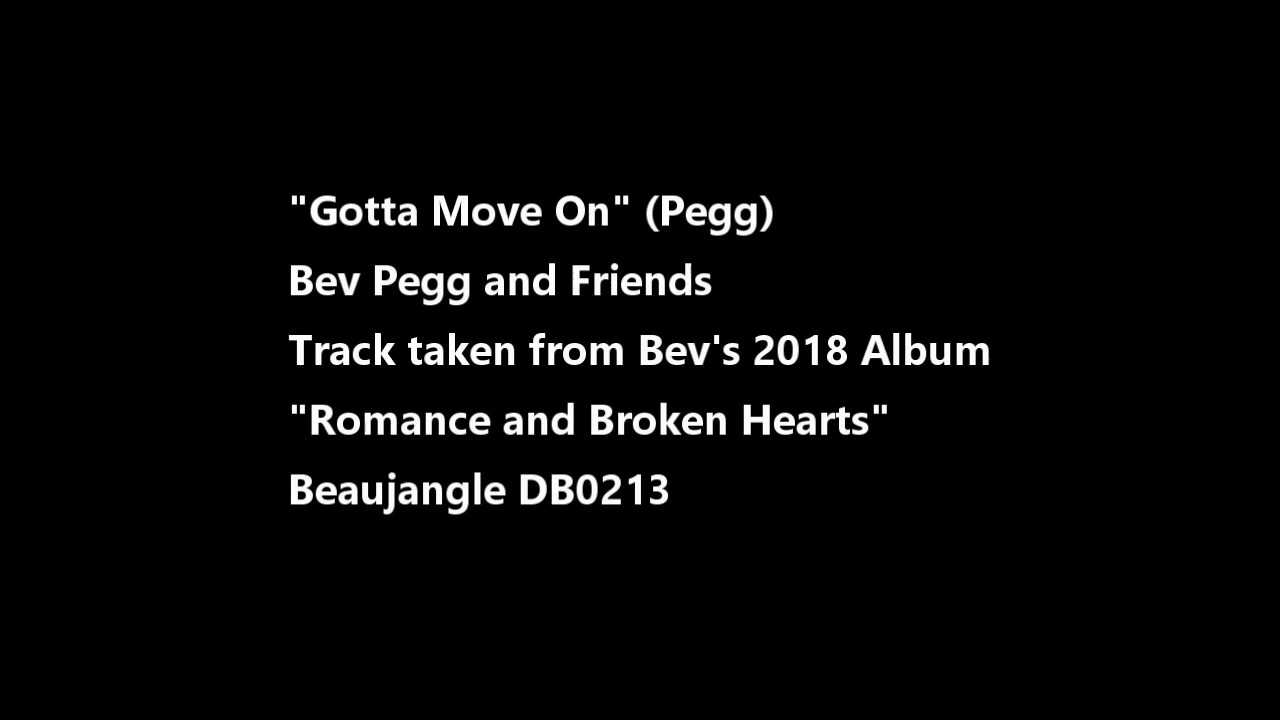 "Gotta Move On" (Pegg)
Bev Pegg and Friends
Track taken from Bev's 2018 Album
"Romance and Broken Hearts"
Beaujangle DB0213